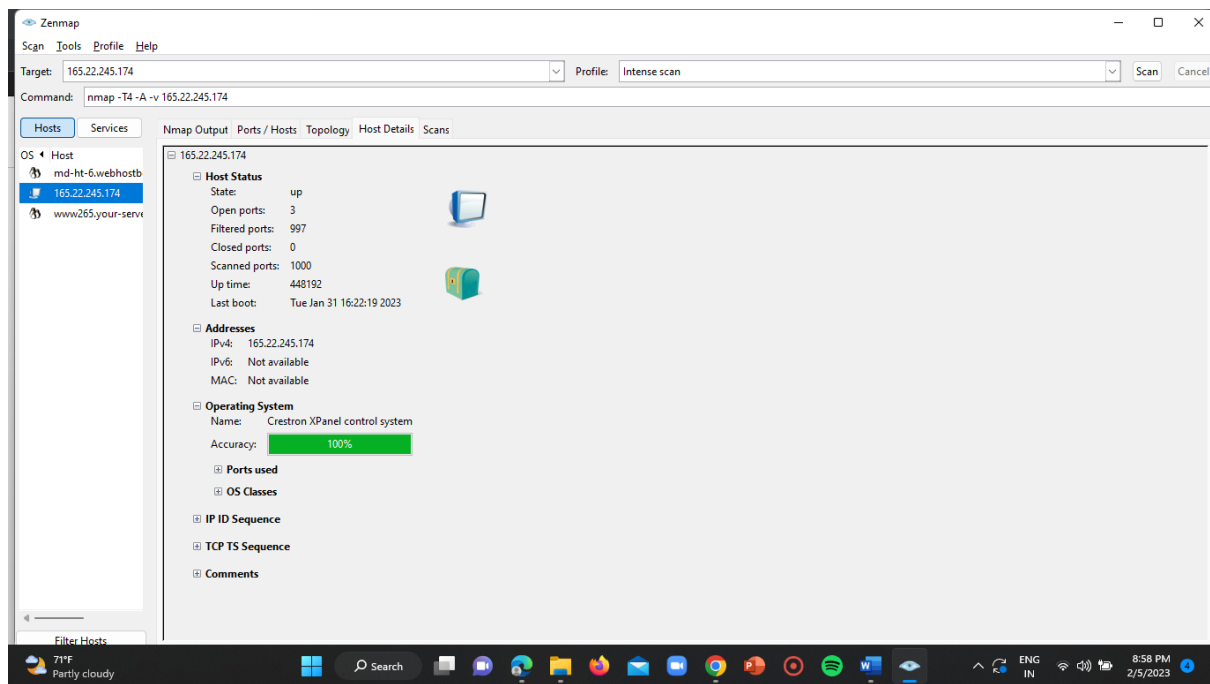 Zenmap
Scan Tools Profile Help
Target: 165.22.245.174 Profile: Intense scan Scan Cancel
Command: nmap -T4 -A -v 165.22.245.174
Hosts Services Nmap Output Ports / Hosts Topology Host Details Scans
OS Host
md-ht-6.webhostb
165.22.245.174
www265.your-serve
165.22.245.174
Host Status
State: up
Open ports: 3
Filtered ports: 997
Closed ports: 0
Scanned ports: 1000
Up time: 448192
Last boot: Tue Jan 31 16:22:19 2023
Addresses
IPv4: 165.22.245.174
IPv6: Not available
MAC: Not available
Operating System
Name: Crestron XPanel control system
Accuracy: 100%
Ports used
OS Classes
IP ID Sequence
TCP TS Sequence
Comments
Filter Hosts
71°F
Partly cloudy
Search
ENG
IN
8:58 PM
2/5/2023
4